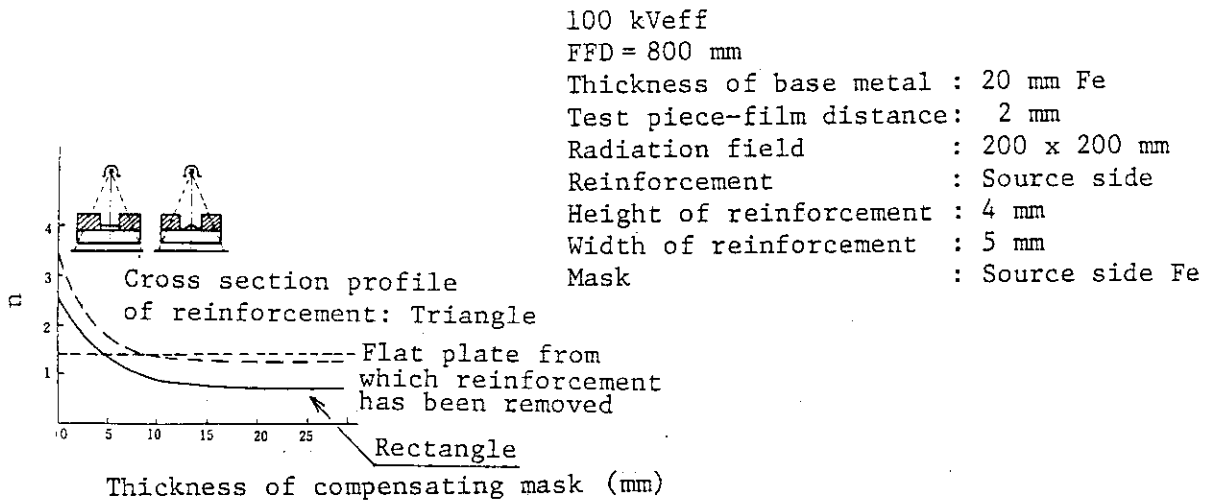 100 kVeff
FFD = 800 mm
Thickness of base metal : 20 mm Fe
Test piece-film distance: 2 mm
Radiation field : 200 x 200 mm
Reinforcement : Source side
Height of reinforcement : 4 mm
Width of reinforcement : 5 mm
Mask : Source side Fe
4
3
2
1
n
Cross section profile
of reinforcement: Triangle
Flat plate from
which reinforcement
has been removed
0 5 10 15 20 25
Rectangle
Thickness of compensating mask (mm)